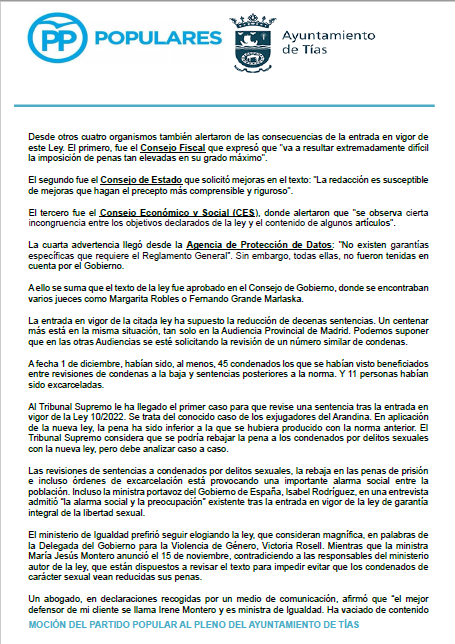 PP POPULARES
Ayuntamiento
de Tías
Desde otros cuatro organismos también alertaron de las consecuencias de la entrada en vigor de
este Ley. El primero, fue el Consejo Fiscal que expresó que "va a resultar extremadamente difícil
la imposición de penas tan elevadas en su grado máximo".
El segundo fue el Consejo de Estado que solicitó mejoras en el texto: "La redacción es susceptible
de mejoras que hagan el precepto más comprensible y riguroso".
El tercero fue el Consejo Económico y Social (CES), donde alertaron que "se observa cierta
incongruencia entre los objetivos declarados de la ley y el contenido de algunos artículos".
La cuarta advertencia llegó desde la Agencia de Protección de Datos: "No existen garantías
específicas que requiere el Reglamento General". Sin embargo, todas ellas, no fueron tenidas en
cuenta por el Gobierno.
A ello se suma que el texto de la ley fue aprobado en el Consejo de Gobierno, donde se encontraban
varios jueces como Margarita Robles o Fernando Grande Marlaska.
La entrada en vigor de la citada ley ha supuesto la reducción de decenas sentencias. Un centenar
más está en la misma situación, tan solo en la Audiencia Provincial de Madrid. Podemos suponer
que en las otras Audiencias se esté solicitando la revisión de un número similar de condenas.
A fecha 1 de diciembre, habían sido, al menos, 45 condenados los que se habían visto beneficiados
entre revisiones de condenas a la baja y sentencias posteriores a la norma. Y 11 personas habían
sido excarceladas.
Al Tribunal Supremo le ha llegado el primer caso para que revise una sentencia tras la entrada en
vigor de la Ley 10/2022. Se trata del conocido caso de los exjugadores del Arandina. En aplicación
de la nueva ley, la pena ha sido inferior a la que se hubiera producido con la norma anterior. El
Tribunal Supremo considera que se podría rebajar la pena a los condenados por delitos sexuales
con la nueva ley, pero debe analizar caso a caso.
Las revisiones de sentencias a condenados por delitos sexuales, la rebaja en las penas de prisión
e incluso órdenes de excarcelación está provocando una importante alarma social entre la
población. Incluso la ministra portavoz del Gobierno de España, Isabel Rodríguez, en una entrevista
admitió "la alarma social y la preocupación" existente tras la entrada en vigor de la ley de garantía
integral de la libertad sexual.
El ministerio de Igualdad prefirió seguir elogiando la ley, que consideran magnífica, en palabras de
la Delegada del Gobierno para la Violencia de Género, Victoria Rosell. Mientras que la ministra
María Jesús Montero anunció el 15 de noviembre, contradiciendo a las responsables del ministerio
autor de la ley, que están dispuestos a revisar el texto para impedir evitar que los condenados de
carácter sexual vean reducidas sus penas.
Un abogado, en declaraciones recogidas por un medio de comunicación, afirmó que "el mejor
defensor de mi cliente se llama Irene Montero y es ministra de Igualdad. Ha vaciado de contenido
MOCIÓN DEL PARTIDO POPULAR AL PLENO DEL AYUNTAMIENTO DE TÍAS